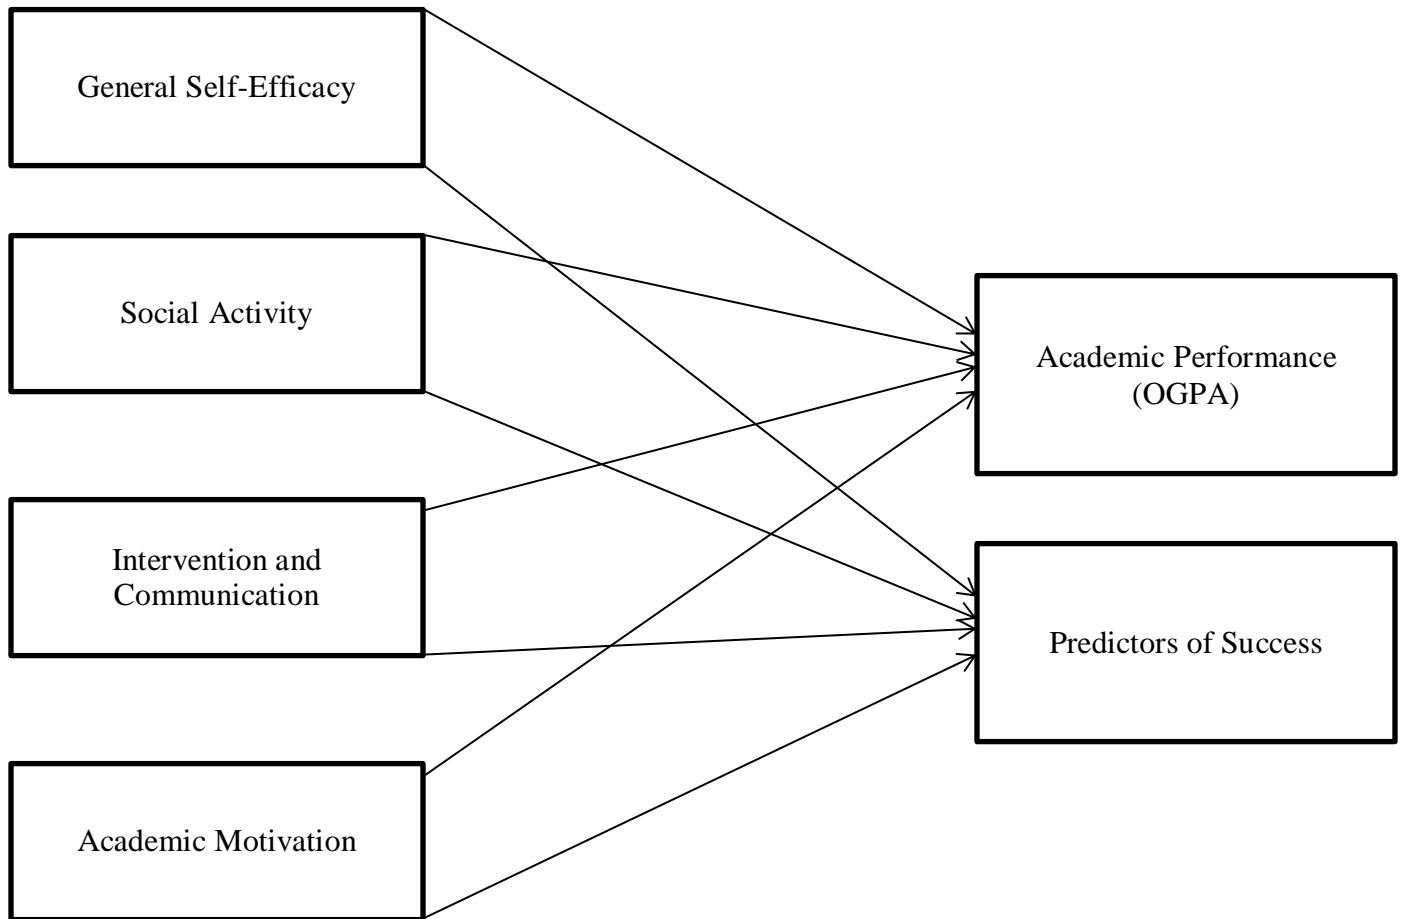 General Self-Efficacy
Social Activity
Intervention and
Communication
Academic Motivation
Academic Performance
(OGPA)
Predictors of Success